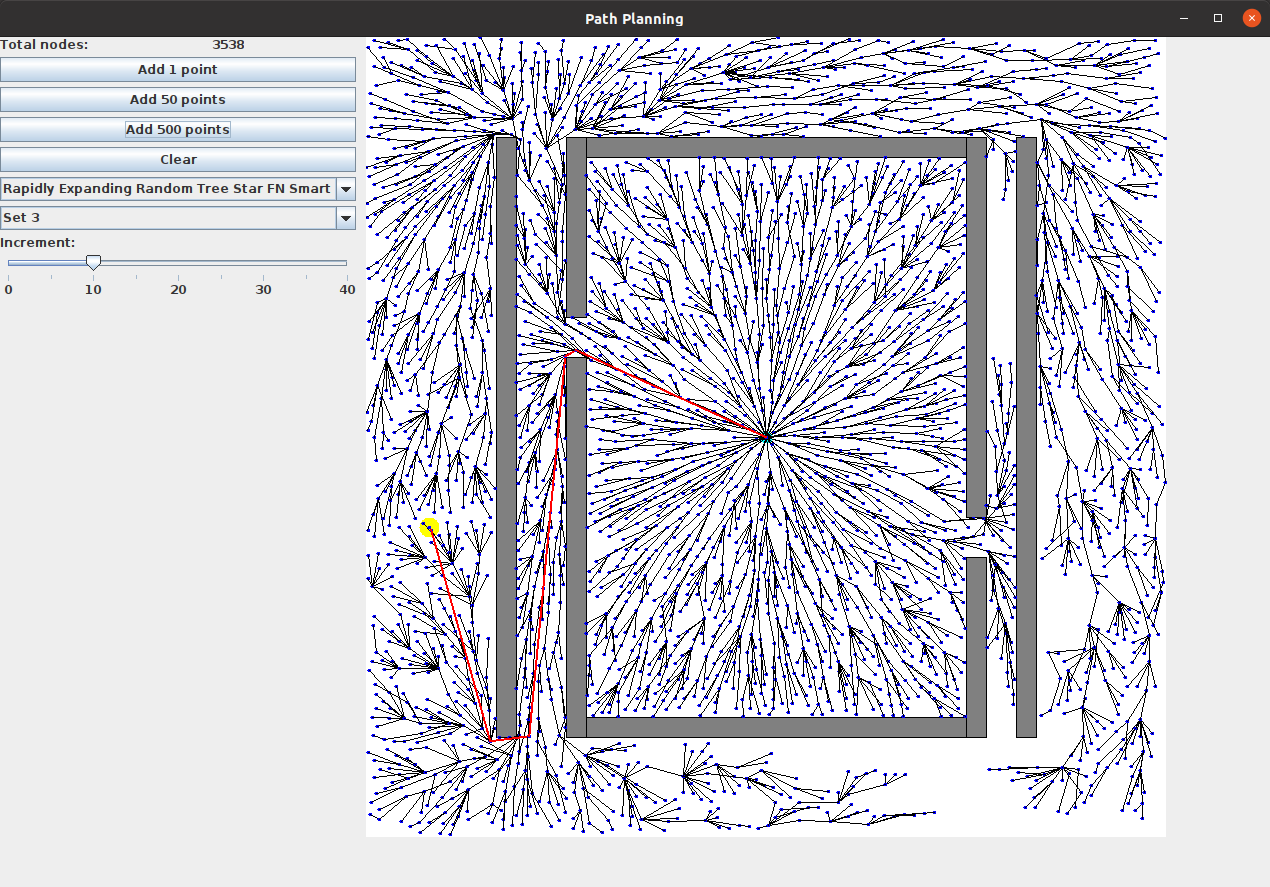 Path Planning
Total nodes: 3538
Add 1 point
Add 50 points
Add 500 points
Clear
Rapidly Expanding Random Tree Star FN Smart
Set 3
Increment:
0 10 20 30 40